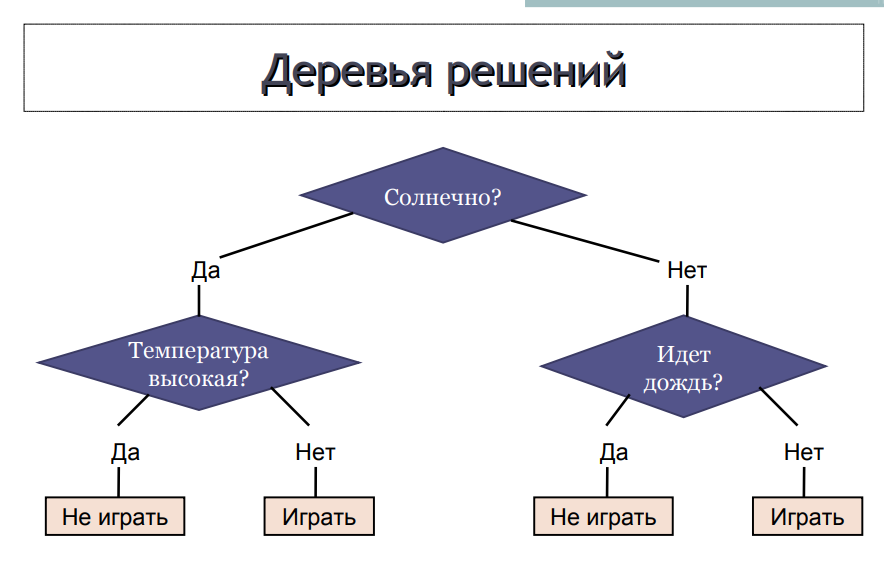 Деревья решений
Солнечно?
Да
Нет
Температура
высокая?
Идет
дождь?
Да
Нет
Да
Нет
Не играть
Играть
Не играть
Играть